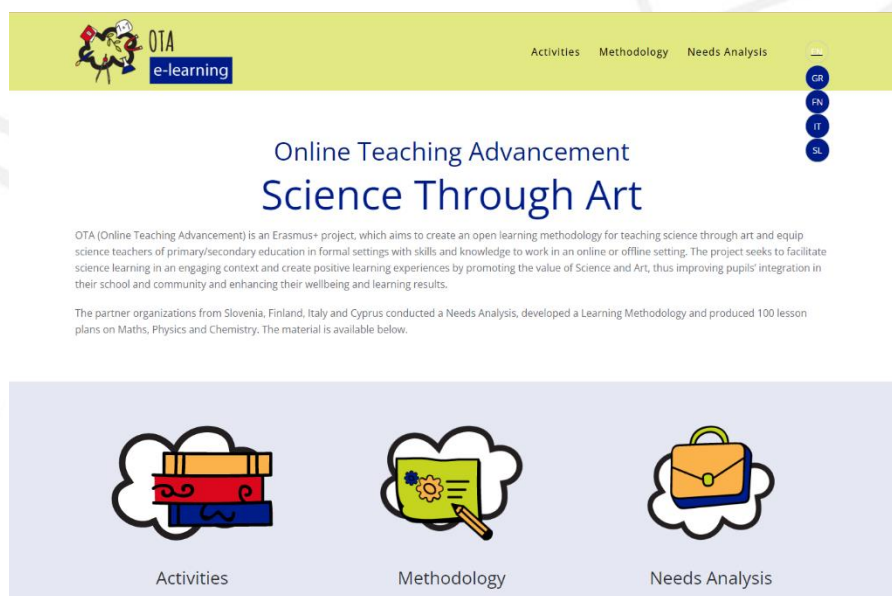 OTA
e-learning
Activities Methodology Needs Analysis
EN
GR
FN
IT
SL
Online Teaching Advancement
Science Through Art
OTA (Online Teaching Advancement) is an Erasmus+ project, which aims to create an open learning methodology for teaching science through art and equip
science teachers of primary/secondary education in formal settings with skills and knowledge to work in an online or offline setting. The project seeks to facilitate
science learning in an engaging context and create positive learning experiences by promoting the value of Science and Art, thus improving pupils' integration in
their school and community and enhancing their wellbeing and learning results.
The partner organizations from Slovenia, Finland, Italy and Cyprus conducted a Needs Analysis, developed a Learning Methodology and produced 100 lesson
plans on Maths, Physics and Chemistry. The material is available below.
Activities
Methodology
Needs Analysis